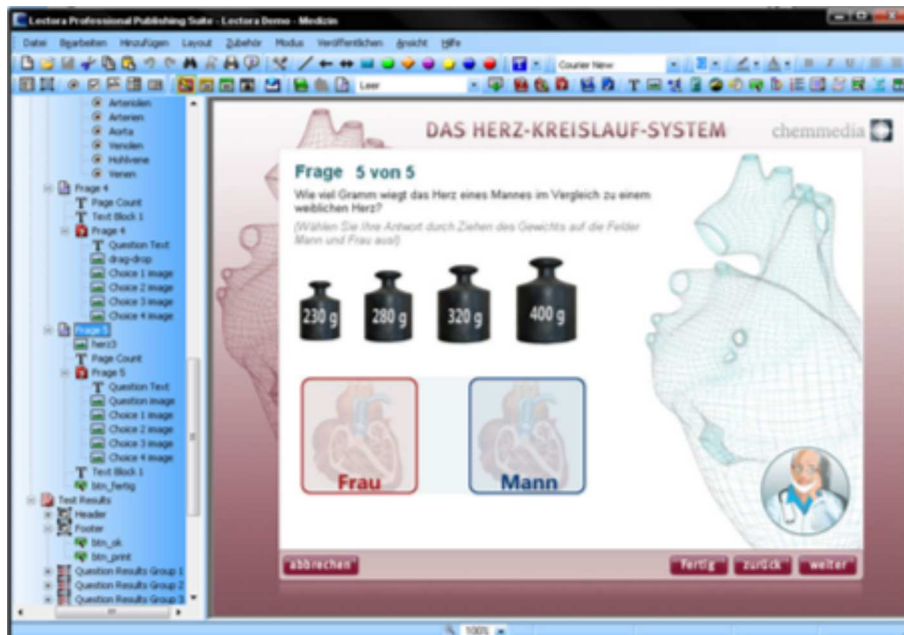 Lectora Professional Publishing Suite - Lectora Demo - Medizin
Datei Bearbeiten Hinzufügen Layout Zubehör Modus Veröffentlichen Ansicht Hilfe
Courier New
Leer
Arteriolen
Arterien
Aorta
Venolen
Hohlvene
Venen
Frage 4
Page Count
Text Block 1
Frage 4
Question Text
drag-drop
Choice 1 image
Choice 2 image
Choice 3 image
Choice 4 image
Frage 5
herz3
Page Count
Frage 5
Question Text
Question image
Choice 1 image
Choice 2 image
Choice 3 image
Choice 4 image
Text Block 1
btn_fertig
Test Results
Header
Footer
btn_ok
btn_print
Question Results Group 1
Question Results Group 2
Question Results Group 3
DAS HERZ-KREISLAUF-SYSTEM chemmedia
Frage 5 von 5
Wie viel Gramm wiegt das Herz eines Mannes im Vergleich zu einem
weiblichen Herz?
(Wählen Sie Ihre Antwort durch Ziehen des Gewichts auf die Felder
Mann und Frau aus!)
230 g 280 g 320 g 400 g
Frau Mann
abbrechen Fertig zurück weiter
100%